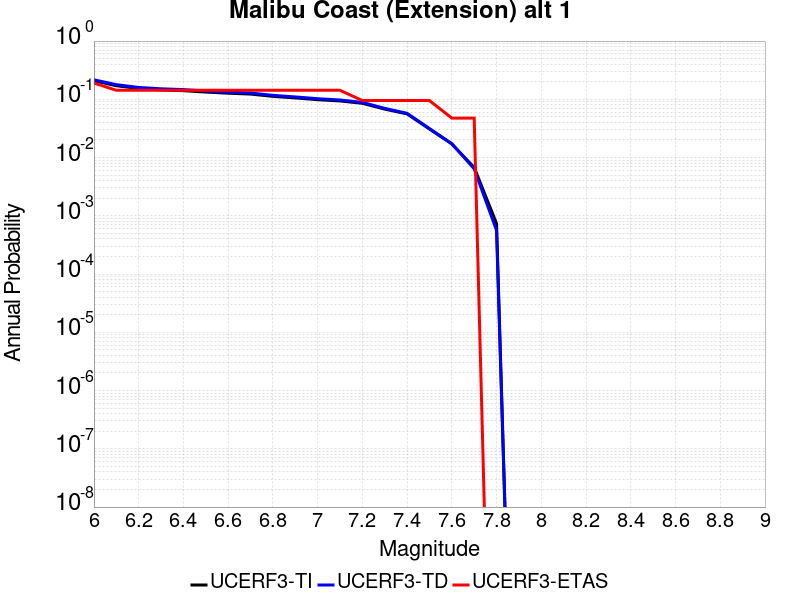 Malibu Coast (Extension) alt 1
10^0
10^-1
10^-2
10^-3
10^-4
10^-5
10^-6
10^-7
10^-8
Annual Probability
6 6.2 6.4 6.6 6.8 7 7.2 7.4 7.6 7.8 8 8.2 8.4 8.6 8.8 9
Magnitude
UCERF3-TI UCERF3-TD UCERF3-ETAS